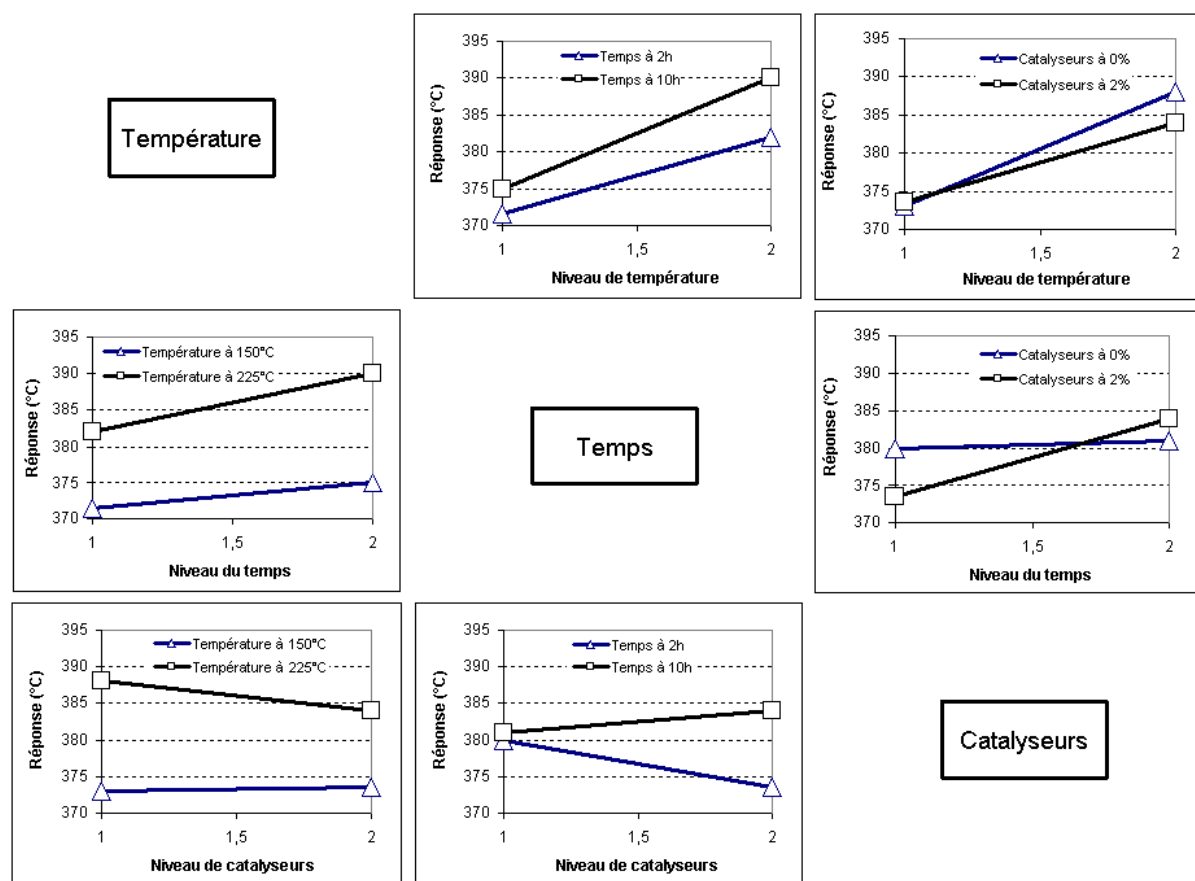 Température
Réponse (°C)
395
390
385
380
375
370
Temps à 2h
Temps à 10h
1
1,5
2
Niveau de température
Réponse (°C)
395
390
385
380
375
370
Catalyseurs à 0%
Catalyseurs à 2%
1
1,5
2
Niveau de température
Réponse (°C)
395
390
385
380
375
370
Température à 150°C
Température à 225°C
1
1,5
2
Niveau du temps
Temps
Réponse (°C)
395
390
385
380
375
370
Catalyseurs à 0%
Catalyseurs à 2%
1
1,5
2
Niveau du temps
Réponse (°C)
395
390
385
380
375
370
Température à 150°C
Température à 225°C
1
1,5
2
Niveau de catalyseurs
Réponse (°C)
395
390
385
380
375
370
Temps à 2h
Temps à 10h
1
1,5
2
Niveau de catalyseurs
Catalyseurs